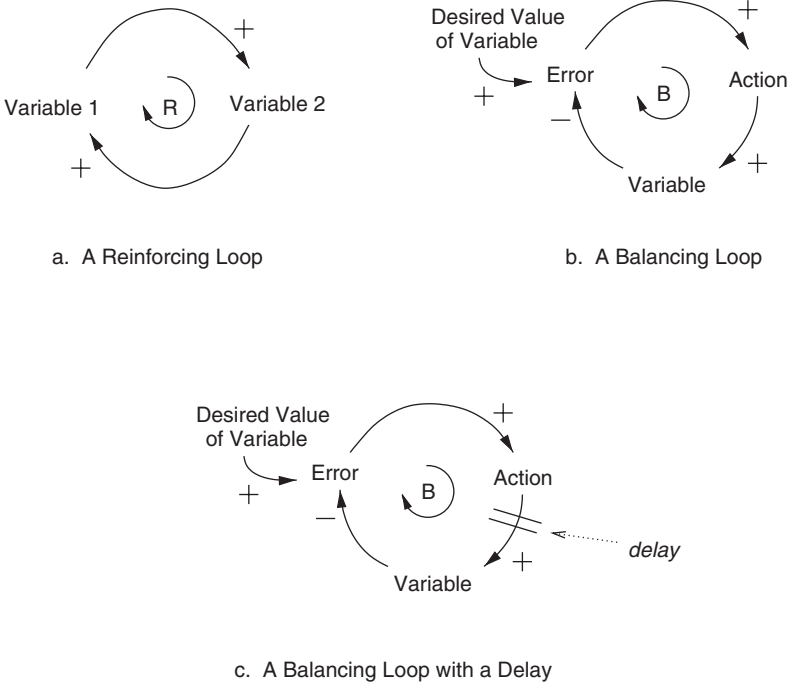 +
Variable 1
R
Variable 2
+
a. A Reinforcing Loop
Desired Value
of Variable
+
+
Error
B
Action
−
+
Variable
b. A Balancing Loop
Desired Value
of Variable
+
+
Error
B
Action
−
delay
+
Variable
c. A Balancing Loop with a Delay